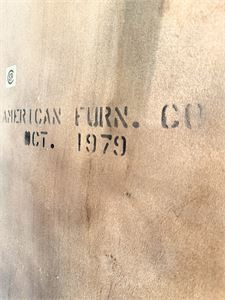 AMERICAN FURN. CO
OCT. 1979